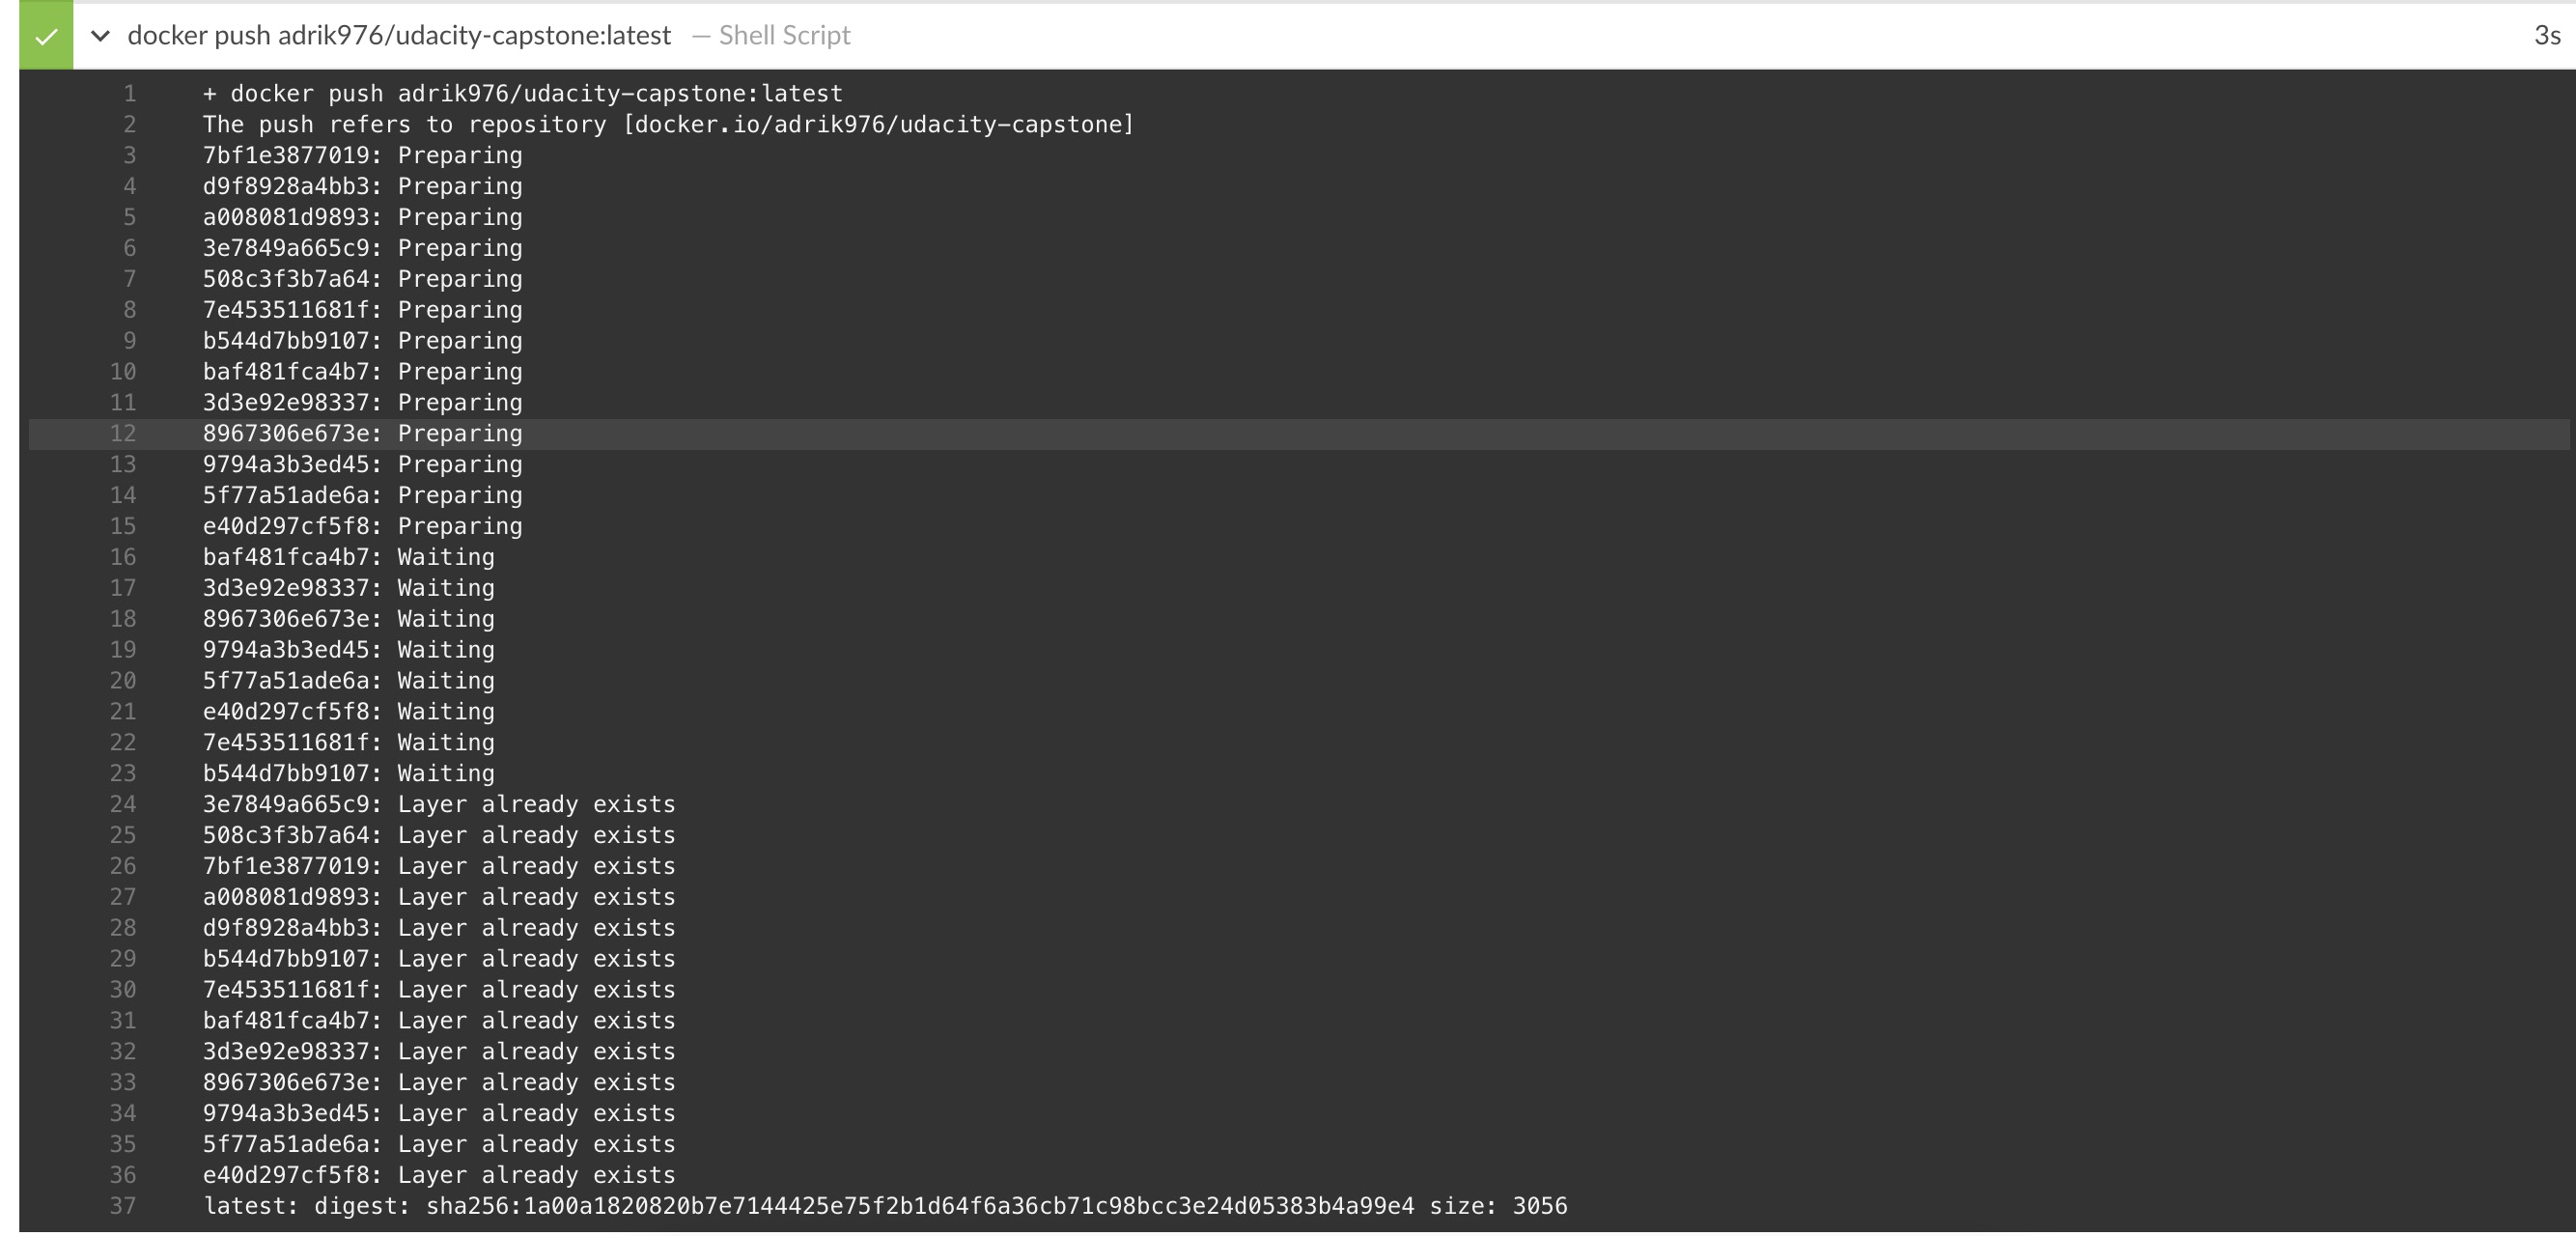 docker push adrik976/udacity-capstone:latest — Shell Script 3s
1 + docker push adrik976/udacity-capstone:latest
2 The push refers to repository [docker.io/adrik976/udacity-capstone]
3 7bf1e3877019: Preparing
4 d9f8928a4bb3: Preparing
5 a008081d9893: Preparing
6 3e7849a665c9: Preparing
7 508c3f3b7a64: Preparing
8 7e453511681f: Preparing
9 b544d7bb9107: Preparing
10 baf481fca4b7: Preparing
11 3d3e92e98337: Preparing
12 8967306e673e: Preparing
13 9794a3b3ed45: Preparing
14 5f77a51ade6a: Preparing
15 e40d297cf5f8: Preparing
16 baf481fca4b7: Waiting
17 3d3e92e98337: Waiting
18 8967306e673e: Waiting
19 9794a3b3ed45: Waiting
20 5f77a51ade6a: Waiting
21 e40d297cf5f8: Waiting
22 7e453511681f: Waiting
23 b544d7bb9107: Waiting
24 3e7849a665c9: Layer already exists
25 508c3f3b7a64: Layer already exists
26 7bf1e3877019: Layer already exists
27 a008081d9893: Layer already exists
28 d9f8928a4bb3: Layer already exists
29 b544d7bb9107: Layer already exists
30 7e453511681f: Layer already exists
31 baf481fca4b7: Layer already exists
32 3d3e92e98337: Layer already exists
33 8967306e673e: Layer already exists
34 9794a3b3ed45: Layer already exists
35 5f77a51ade6a: Layer already exists
36 e40d297cf5f8: Layer already exists
37 latest: digest: sha256:1a00a1820820b7e7144425e75f2b1d64f6a36cb71c98bcc3e24d05383b4a99e4 size: 3056